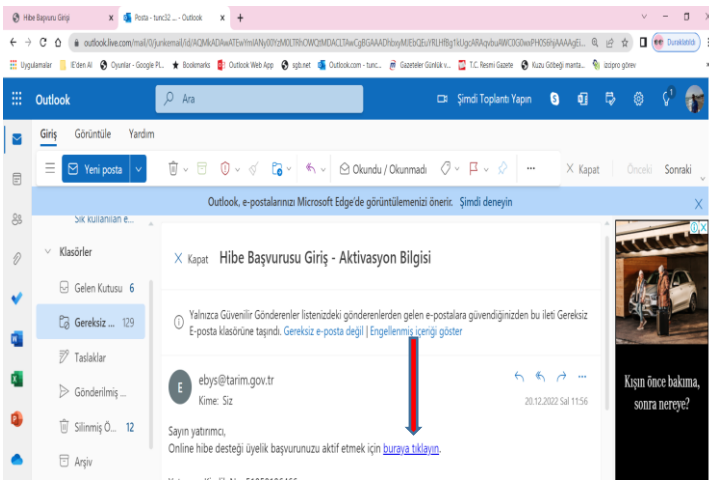 Hibe Başvuru Girişi
Posta - tunc32 ... - Outlook
outlook.live.com/mail/0/junkemail/id/
Duraklatıldı
Uygulamalar
E'den Al
Oyunlar - Google Pl...
Bookmarks
Outlook Web App
sgb.net
Outlook.com - tunc...
Gazeteler Günlük v...
T.C. Resmi Gazete
Kuzu Göbeği manta...
izdpro görev
Outlook
Ara
Şimdi Toplantı Yapın
Giriş
Görüntüle
Yardım
Yeni posta
Okundu / Okunmadı
Kapat
Önceki
Sonraki
Outlook, e-postalarınızı Microsoft Edge'de görüntülemenizi önerir. Şimdi deneyin
Sık kullanılan e...
Klasörler
Gelen Kutusu 6
Gereksiz ... 129
Taslaklar
Gönderilmiş ...
Silinmiş Ö... 12
Arşiv
Kapat
Hibe Başvurusu Giriş - Aktivasyon Bilgisi
Yalnızca Güvenilir Gönderenler listenizdeki gönderenlerden gelen e-postalara güvendiğinizden bu ileti Gereksiz
E-posta klasörüne taşındı. Gereksiz e-posta değil | Engellenmiş içeriği göster
E
ebys@tarim.gov.tr
Kime: Siz
20.12.2022 Sal 11:56
Sayın yatırımcı,
Online hibe desteği üyelik başvurunuzu aktif etmek için buraya tıklayın.
Kışın önce bakıma,
sonra nereye?